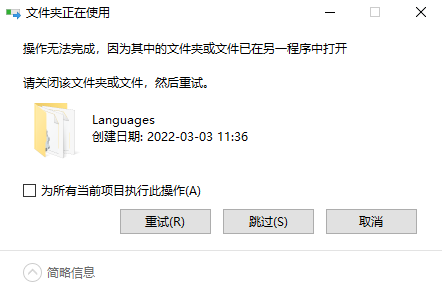 文件夹正在使用
操作无法完成，因为其中的文件夹或文件已在另一程序中打开
请关闭该文件夹或文件，然后重试。
Languages
创建日期: 2022-03-03 11:36
为所有当前项目执行此操作(A)
重试(R) 跳过(S) 取消
简略信息